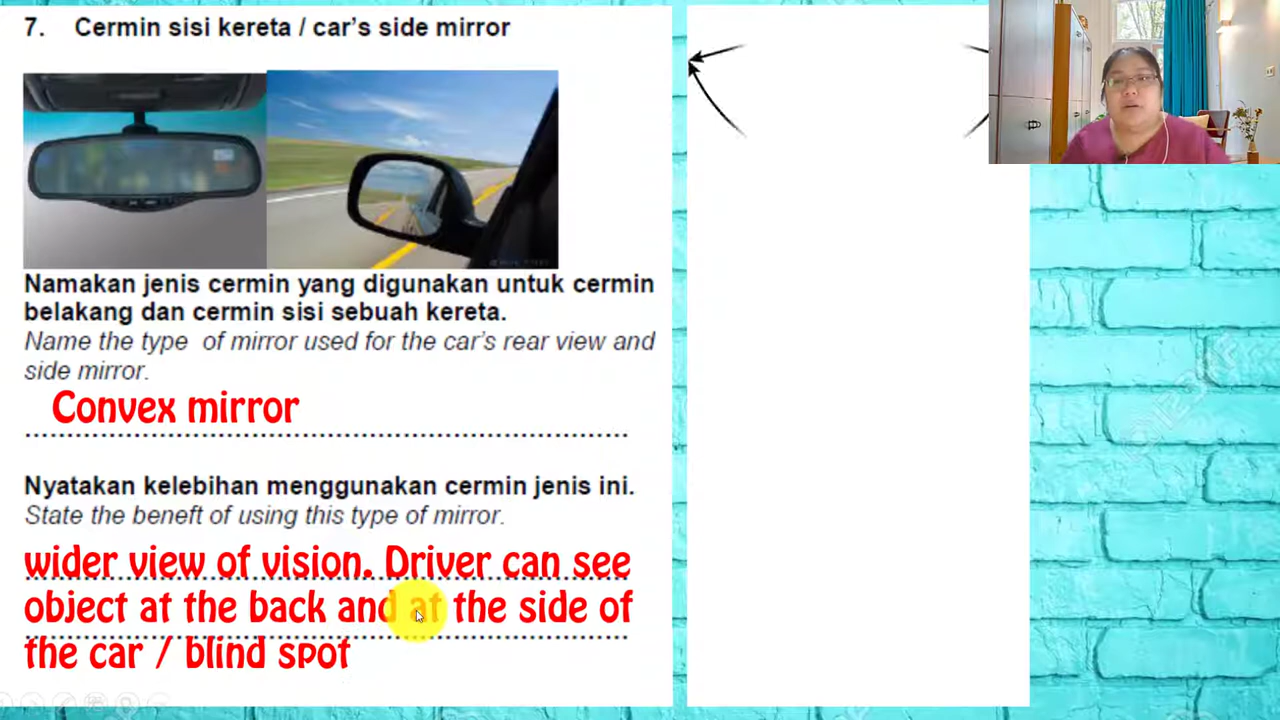 7. Cermin sisi kereta / car's side mirror
Namakan jenis cermin yang digunakan untuk cermin
belakang dan cermin sisi sebuah kereta.
Name the type of mirror used for the car's rear view and
side mirror.
Convex mirror
Nyatakan kelebihan menggunakan cermin jenis ini.
State the beneft of using this type of mirror.
wider view of vision. Driver can see
object at the back and at the side of
the car / blind spot